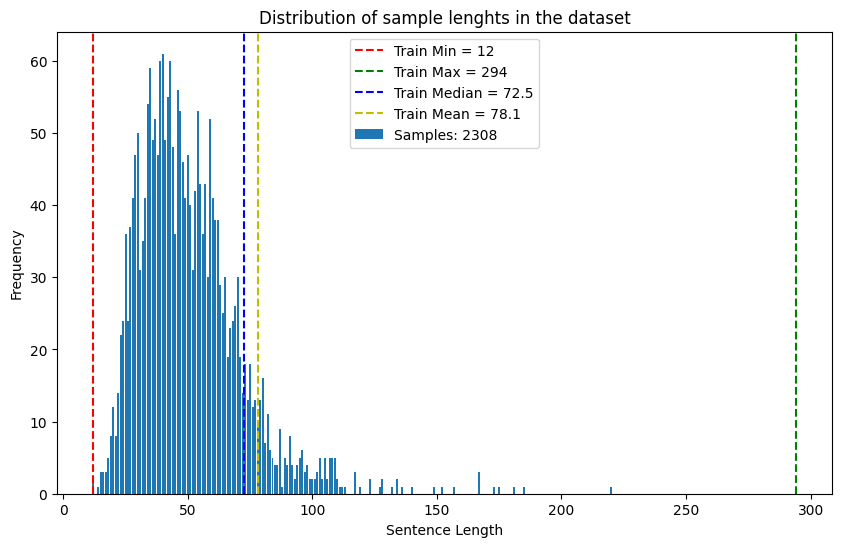 Distribution of sample lenghts in the dataset
Train Min = 12
Train Max = 294
Train Median = 72.5
Train Mean = 78.1
Samples: 2308
Frequency
60
50
40
30
20
10
0
0 50 100 150 200 250 300
Sentence Length